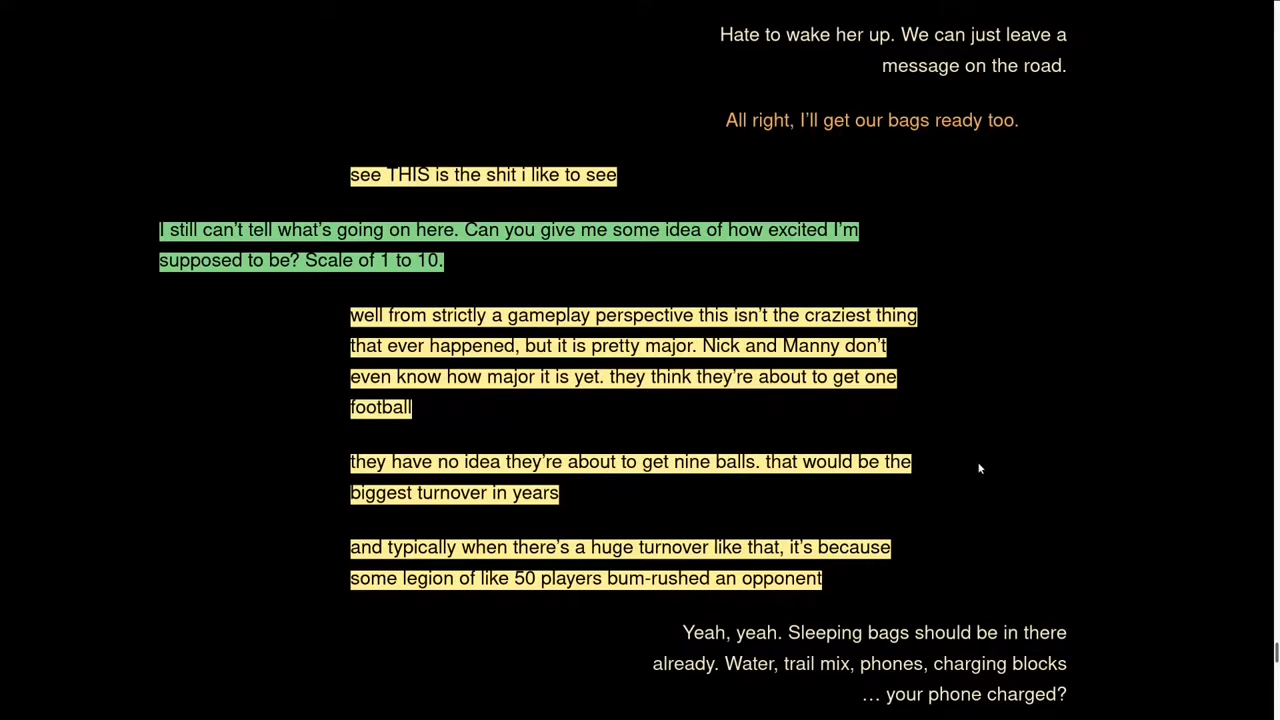 Hate to wake her up. We can just leave a
message on the road.
All right, I'll get our bags ready too.
see THIS is the shit i like to see
I still can't tell what's going on here. Can you give me some idea of how excited I'm
supposed to be? Scale of 1 to 10.
well from strictly a gameplay perspective this isn't the craziest thing
that ever happened, but it is pretty major. Nick and Manny don't
even know how major it is yet. they think they're about to get one
football
they have no idea they're about to get nine balls. that would be the
biggest turnover in years
and typically when there's a huge turnover like that, it's because
some legion of like 50 players bum-rushed an opponent
Yeah, yeah. Sleeping bags should be in there
already. Water, trail mix, phones, charging blocks
… your phone charged?